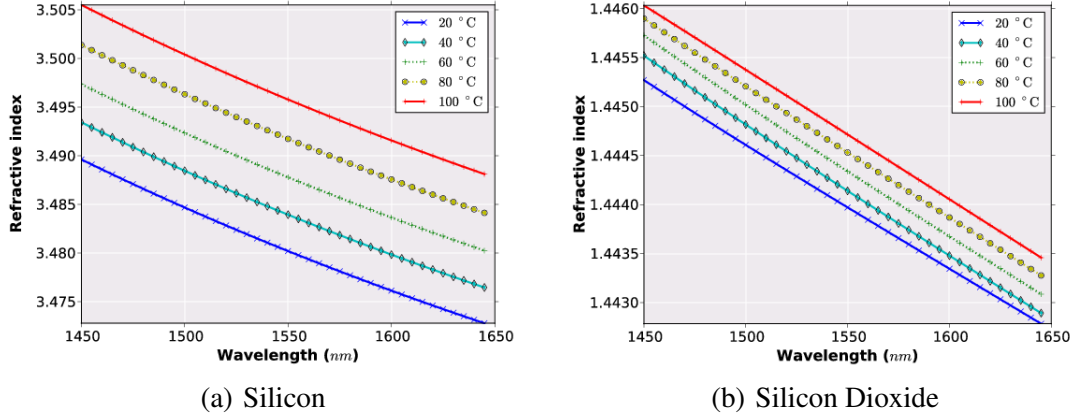 3.505
3.500
3.495
3.490
3.485
3.480
3.475
Refractive index
20 °C
40 °C
60 °C
80 °C
100 °C
1450 1500 1550 1600 1650
Wavelength (nm)
(a) Silicon
1.4460
1.4455
1.4450
1.4445
1.4440
1.4435
1.4430
Refractive index
20 °C
40 °C
60 °C
80 °C
100 °C
1450 1500 1550 1600 1650
Wavelength (nm)
(b) Silicon Dioxide